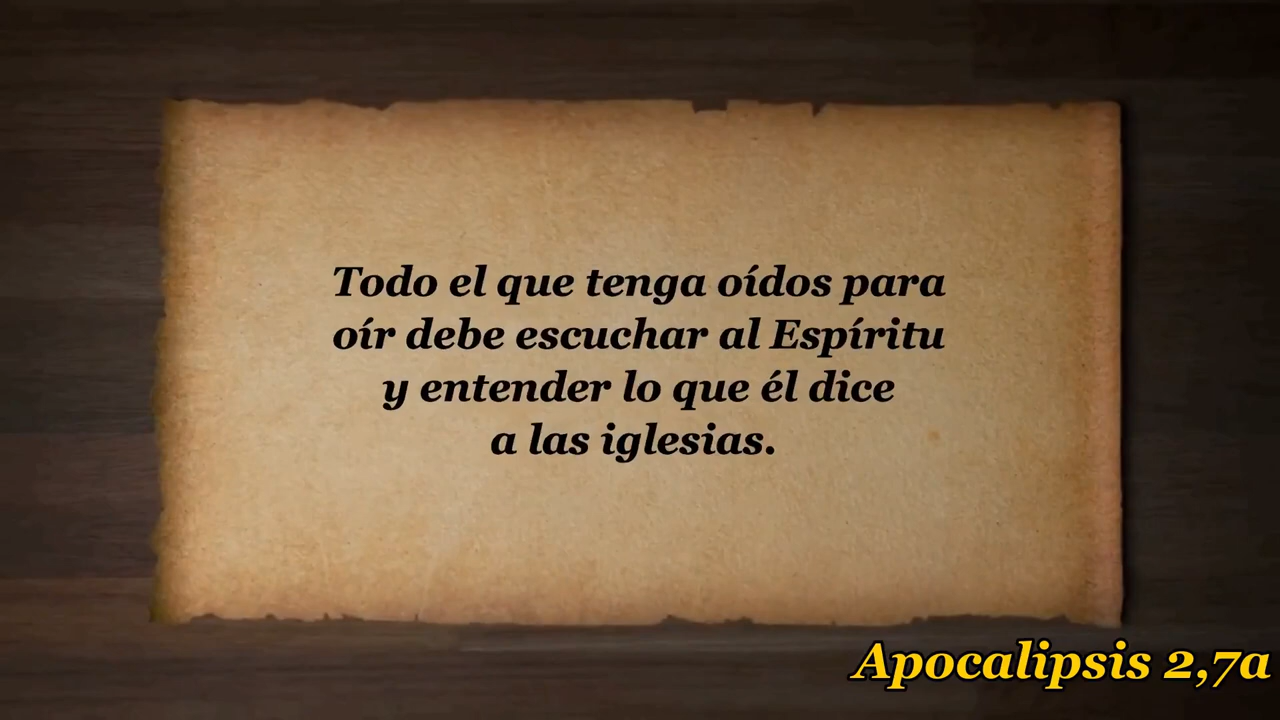 Todo el que tenga oídos para
oír debe escuchar al Espíritu
y entender lo que él dice
a las iglesias.
Apocalipsis 2,7a